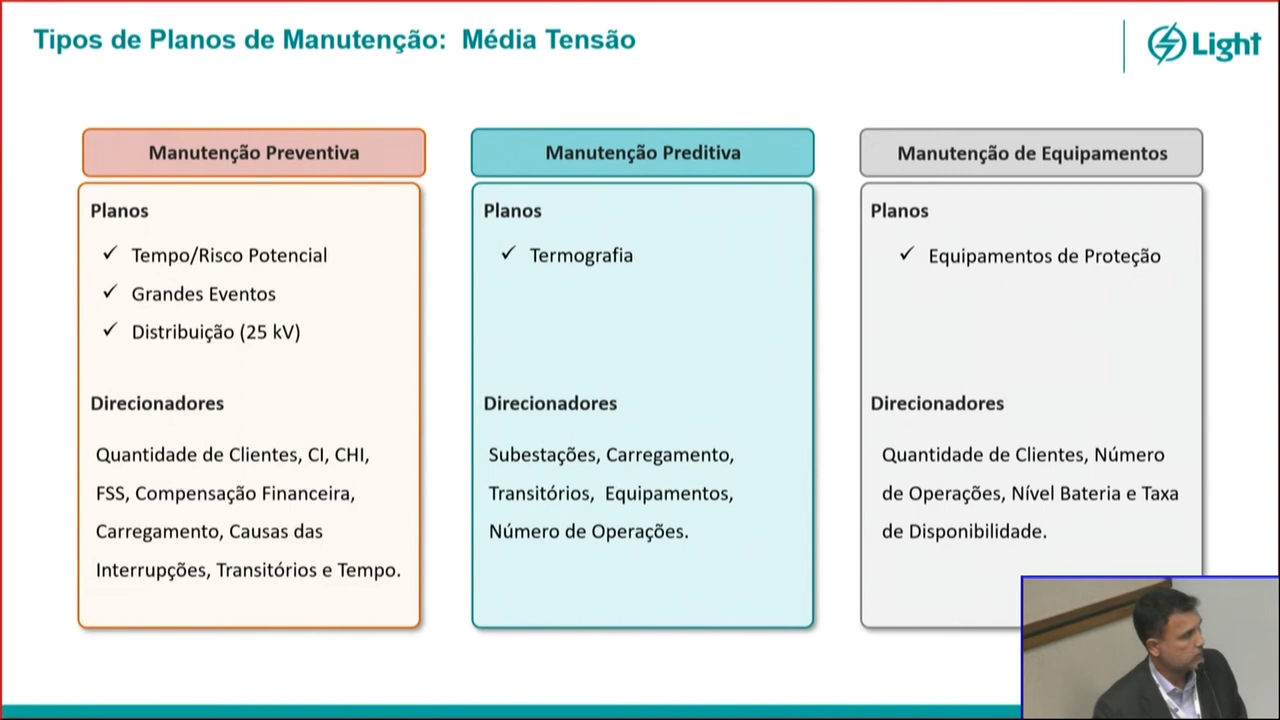 Tipos de Planos de Manutenção: Média Tensão
Light
Manutenção Preventiva
Planos
Tempo/Risco Potencial
Grandes Eventos
Distribuição (25 kV)
Direcionadores
Quantidade de Clientes, CI, CHI,
FSS, Compensação Financeira,
Carregamento, Causas das
Interrupções, Transitórios e Tempo.
Manutenção Preditiva
Planos
Termografia
Direcionadores
Subestações, Carregamento,
Transitórios, Equipamentos,
Número de Operações.
Manutenção de Equipamentos
Planos
Equipamentos de Proteção
Direcionadores
Quantidade de Clientes, Número
de Operações, Nível Bateria e Taxa
de Disponibilidade.